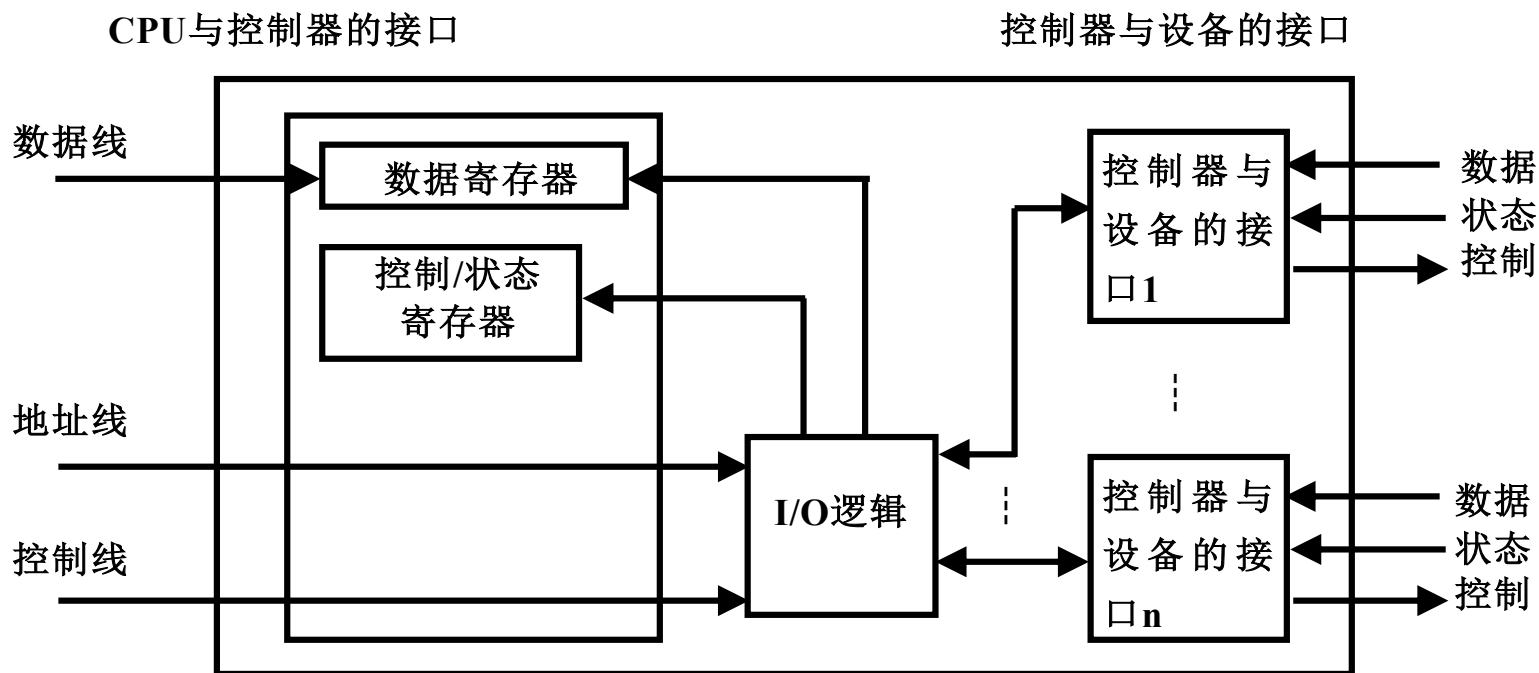 CPU与控制器的接口
控制器与设备的接口
数据线
数据寄存器
控制/状态
寄存器
地址线
控制线
I/O逻辑
控制器与
设备的接
口1
数据
状态
控制
控制器与
设备的接
口n
数据
状态
控制